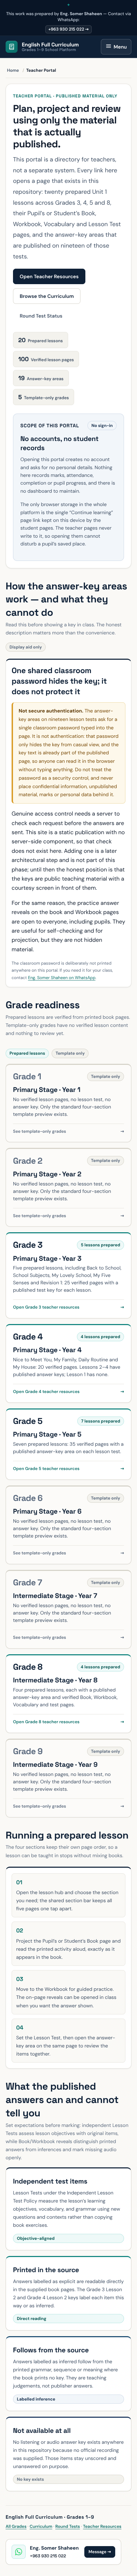 This work was powered by Eng. Somer Shaheen — Contact via
WhatsApp:
+963 930 215 022 →
English Full Curriculum
Grades 1–9 School Platform
Menu
Home / Teacher Portal
TEACHER PORTAL · PUBLISHED MATERIAL ONLY
Plan, project and review
using only the material
that is actually
published.
This portal is a directory of teachers,
not a separate system. Every link here
opens a page that exists in this
repository: twenty prepared Unit 1
lessons across Grades 3, 4, 5 and 8,
their Pupil's or Student's Book,
Workbook and Vocabulary pages, and
the answer-key areas that are published
on nineteen of those
tests.
Open Teacher Resources
Browse the Curriculum
Round Test Status
20 Prepared lessons
100 Verified lesson pages
19 Answer-key areas
5 Template-only grades
SCOPE OF THIS PORTAL
No sign-in
No accounts, no student
records
Opening this portal creates no account
and asks for no personal details. Nothing
here records marks, attendance,
completion or pupil progress, and there is
no dashboard to maintain.
The only browser storage in the whole
platform is the single "Continue learning"
page link kept on this device by the
student pages. The teacher pages never
write to it, so opening them cannot
disturb a pupil's saved place.
How the answer-key areas
work — and what they
cannot do
Read this before showing a key in class. The honest
description matters more than the convenience.
Display aid only
One shared classroom
password hides the key; it
does not protect it
Not secure authentication. The answer-
key areas on nineteen lesson tests ask for a
single classroom password typed into the
page. It is not authentication: that password
only hides the key from casual view, and the
key text is already part of the published
page, so anyone can read it in the browser
without typing anything. Do not treat the
password as a security control, and never
place confidential information, unpublished
material, marks or personal data behind it.
Genuine access control needs a server to
check each request before the answers are
sent. This site is a static site with no server-
side component, so that check simply
does not exist here. Adding one is a later
phase; until then the honest position is that
the keys are public teaching material with a
courtesy screen in front of them.
For the same reason, the practice answer
reveals in the Book and Workbook pages
are open to everyone, including pupils. They
are useful for self-checking and for
projection, but they are not hidden
material.
The classroom password is deliberately not printed
anywhere on this portal. If you need it for your class,
contact Eng. Somer Shaheen on WhatsApp.
Grade readiness
Prepared lessons are verified from printed book pages.
Template-only grades have no verified lesson content
and nothing to review yet.
Prepared lessons
Template only
Grade 1
Template only
Primary Stage · Year 1
No verified lesson pages, no lesson test, no
answer key. Only the standard four-section
template preview exists.
See template-only grades →
Grade 2
Template only
Primary Stage · Year 2
No verified lesson pages, no lesson test, no
answer key. Only the standard four-section
template preview exists.
See template-only grades →
Grade 3
5 lessons prepared
Primary Stage · Year 3
Five prepared lessons, including Back to School,
School Subjects, My Lovely School, My Five
Senses and Revision 1. 25 verified pages with a
published test key for each lesson.
Open Grade 3 teacher resources →
Grade 4
4 lessons prepared
Primary Stage · Year 4
Nice to Meet You, My Family, Daily Routine and
My House: 20 verified pages. Lessons 2–4 have
published answer keys; Lesson 1 has none.
Open Grade 4 teacher resources →
Grade 5
7 lessons prepared
Primary Stage · Year 5
Seven prepared lessons: 35 verified pages with a
published answer-key area on each lesson test.
Open Grade 5 teacher resources →
Grade 6
Template only
Primary Stage · Year 6
No verified lesson pages, no lesson test, no
answer key. Only the standard four-section
template preview exists.
See template-only grades →
Grade 7
Template only
Intermediate Stage · Year 7
No verified lesson pages, no lesson test, no
answer key. Only the standard four-section
template preview exists.
See template-only grades →
Grade 8
4 lessons prepared
Intermediate Stage · Year 8
Four prepared lessons, each with a published
answer-key area and verified Book, Workbook,
Vocabulary and test pages.
Open Grade 8 teacher resources →
Grade 9
Template only
Intermediate Stage · Year 9
No verified lesson pages, no lesson test, no
answer key. Only the standard four-section
template preview exists.
See template-only grades →
Running a prepared lesson
The four sections keep their own page order, so a
lesson can be taught in steps without mixing books.
01
Open the lesson hub and choose the section
you need; the shared section bar keeps all
five pages one tap apart.
02
Project the Pupil's or Student's Book page and
read the printed activity aloud, exactly as it
appears in the book.
03
Move to the Workbook for guided practice.
The on-page reveals can be opened in class
when you want the answer shown.
04
Set the Lesson Test, then open the answer-
key area on the same page to review the
items together.
What the published
answers can and cannot
tell you
Set expectations before marking: independent Lesson
Tests assess lesson objectives with original items,
while Book/Workbook reveals distinguish printed
answers from inferences and mark missing audio
openly.
Independent test items
Lesson Tests under the Independent Lesson
Test Policy measure the lesson's learning
objectives, vocabulary, and grammar using new
questions and contexts rather than copying
book exercises.
Objective-aligned
Printed in the source
Answers labelled as explicit are readable directly
in the supplied book pages. The Grade 3 Lesson
2 and Grade 4 Lesson 2 keys label each item this
way or as inferred.
Direct reading
Follows from the source
Answers labelled as inferred follow from the
printed grammar, sequence or meaning where
the book prints no key. They are teaching
judgements, not published answers.
Labelled inference
Not available at all
No listening or audio answer key exists anywhere
in this repository because no official recording
was supplied. Those items stay unscored and
unanswered on purpose.
No key exists
English Full Curriculum · Grades 1–9
All Grades · Curriculum · Round Tests · Teacher Resources
Eng. Somer Shaheen
+963 930 215 022
Message →